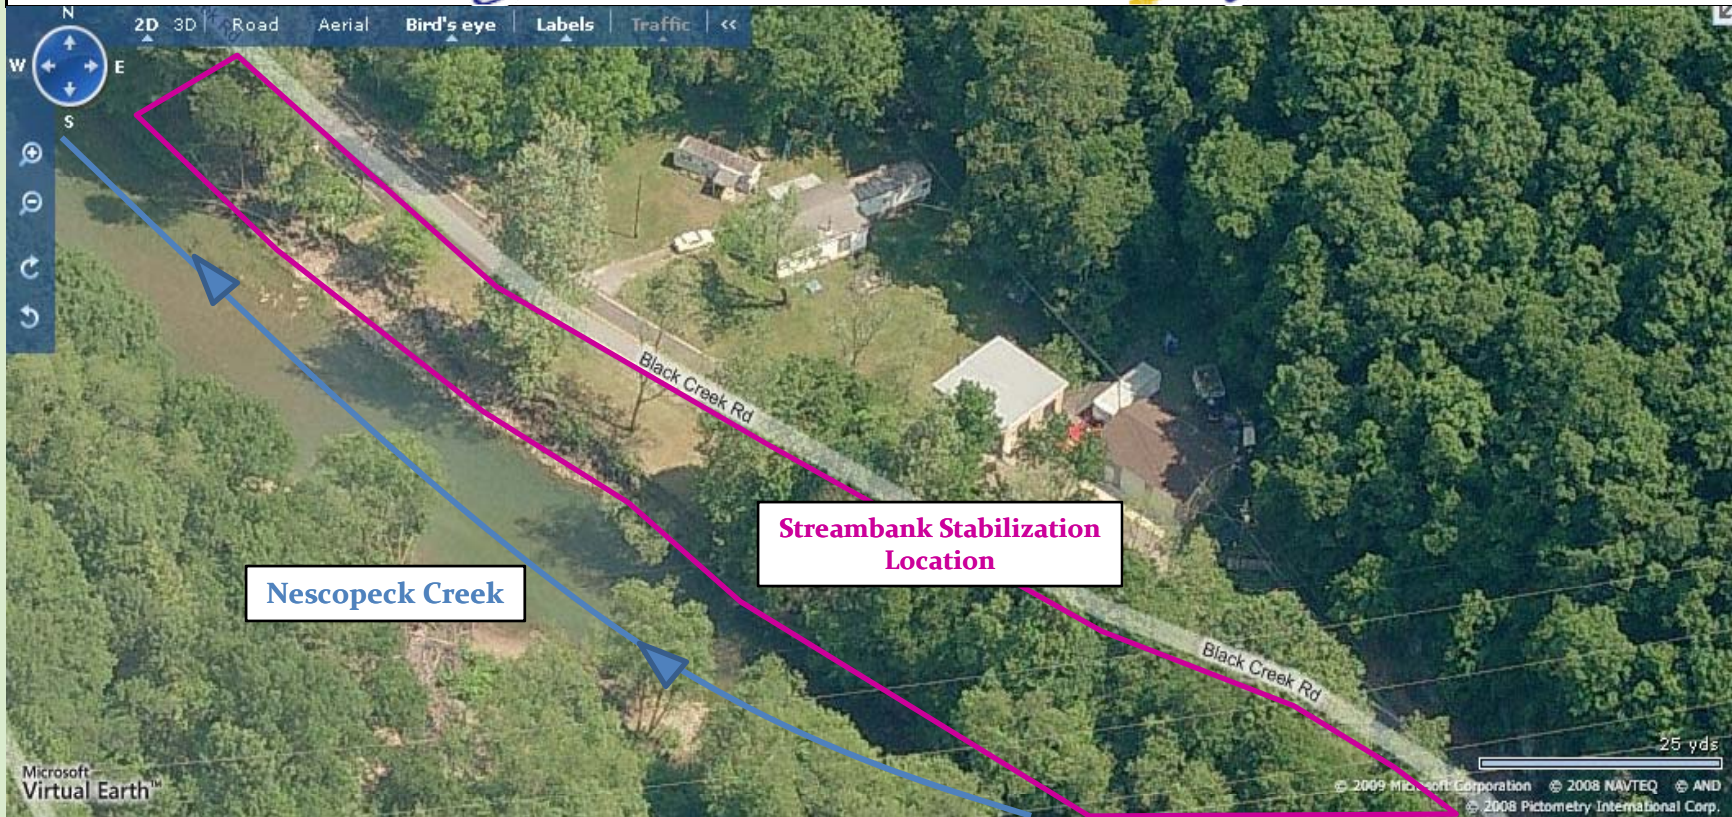 N
2D 3D Road Aerial Bird's eye Labels Traffic <<
W E
S
Black Creek Rd
Streambank Stabilization
Location
Nescopeck Creek
Black Creek Rd
25 yds
Microsoft
Virtual Earth™
© 2009 Microsoft Corporation © 2008 NAVTEQ © AND
© 2008 Pictometry International Corp.